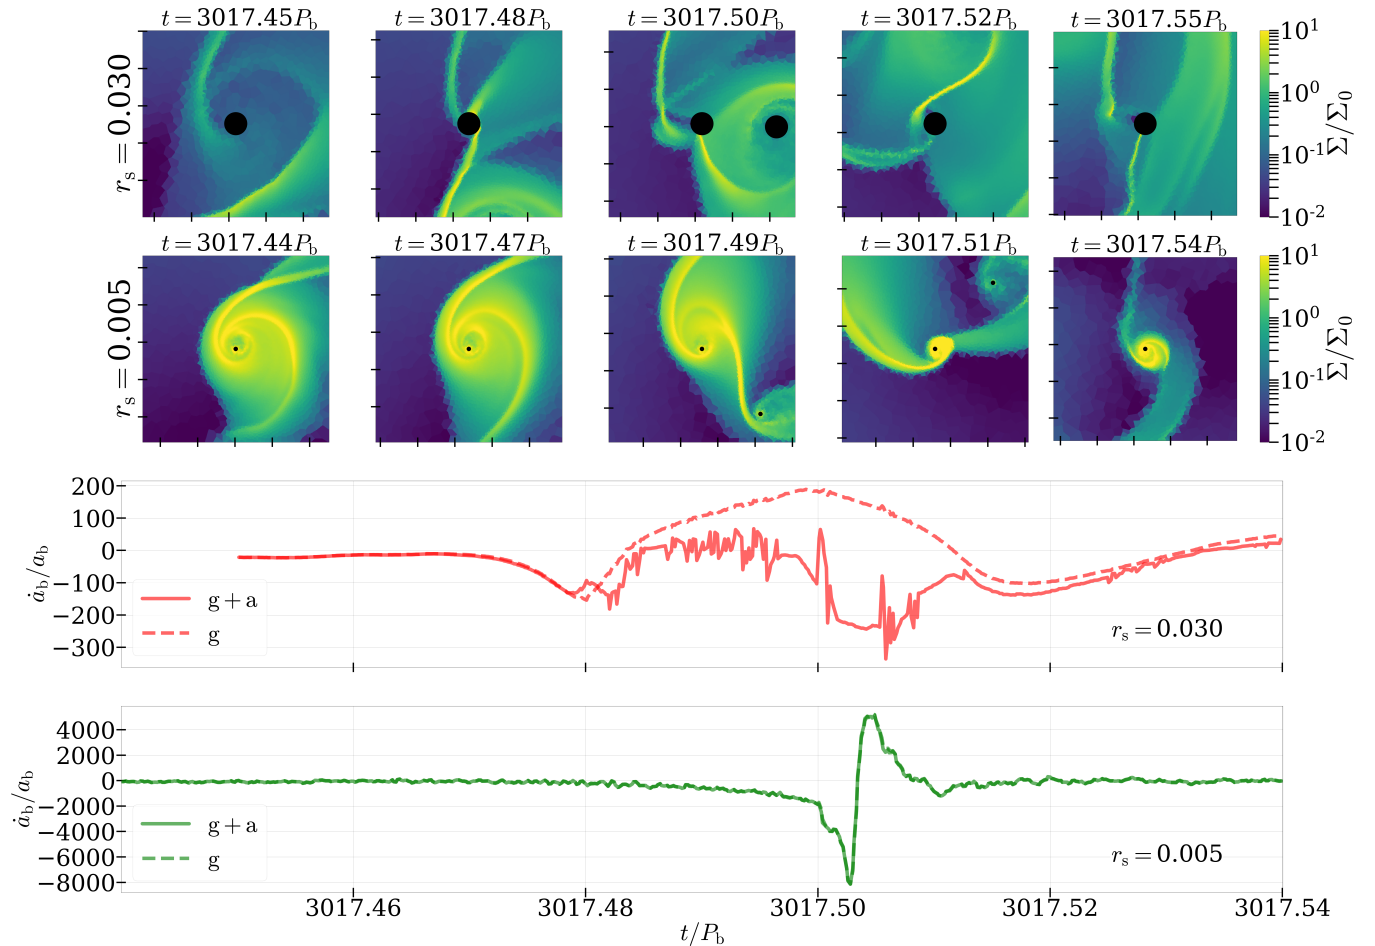 t = 3017.45P_b t = 3017.48P_b t = 3017.50P_b t = 3017.52P_b t = 3017.55P_b
r_s = 0.030
10^1
10^0
10^-1
10^-2
Σ/Σ_0
t = 3017.44P_b t = 3017.47P_b t = 3017.49P_b t = 3017.51P_b t = 3017.54P_b
r_s = 0.005
10^1
10^0
10^-1
10^-2
Σ/Σ_0
200
100
0
−100
−200
−300
ȧ_b/a_b
g + a
g
r_s = 0.030
4000
2000
0
−2000
−4000
−6000
−8000
ȧ_b/a_b
g + a
g
r_s = 0.005
3017.46 3017.48 3017.50 3017.52 3017.54
t/P_b